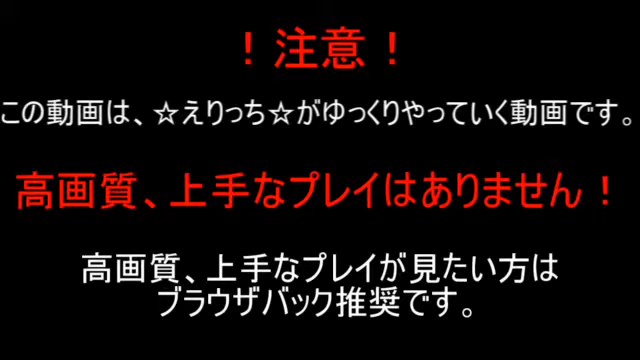 ！注意！
この動画は、☆えりっち☆がゆっくりやっていく動画です。
高画質、上手なプレイはありません！
高画質、上手なプレイが見たい方は
ブラウザバック推奨です。